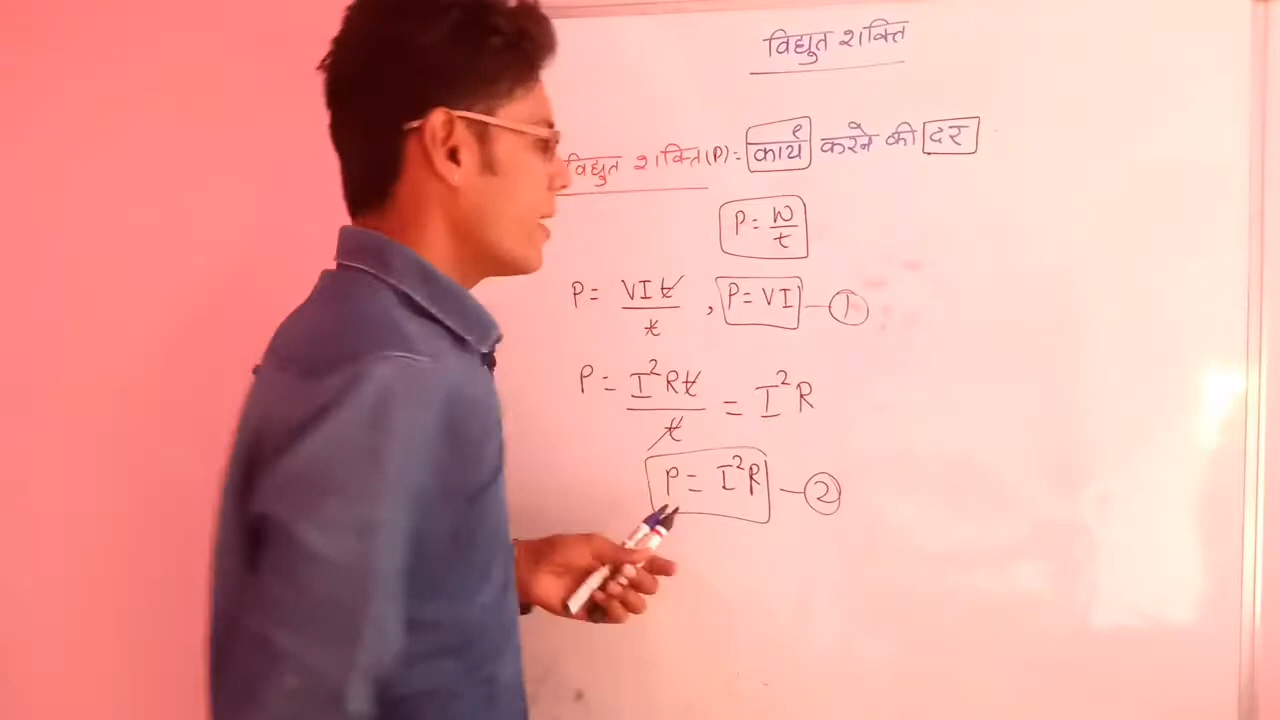 विद्युत शक्ति
विद्युत शक्ति (P) = कार्य करने की दर
P = W/t
P = VIt/t , P = VI — ①
P = I²Rt/t = I²R
P = I²R — ②